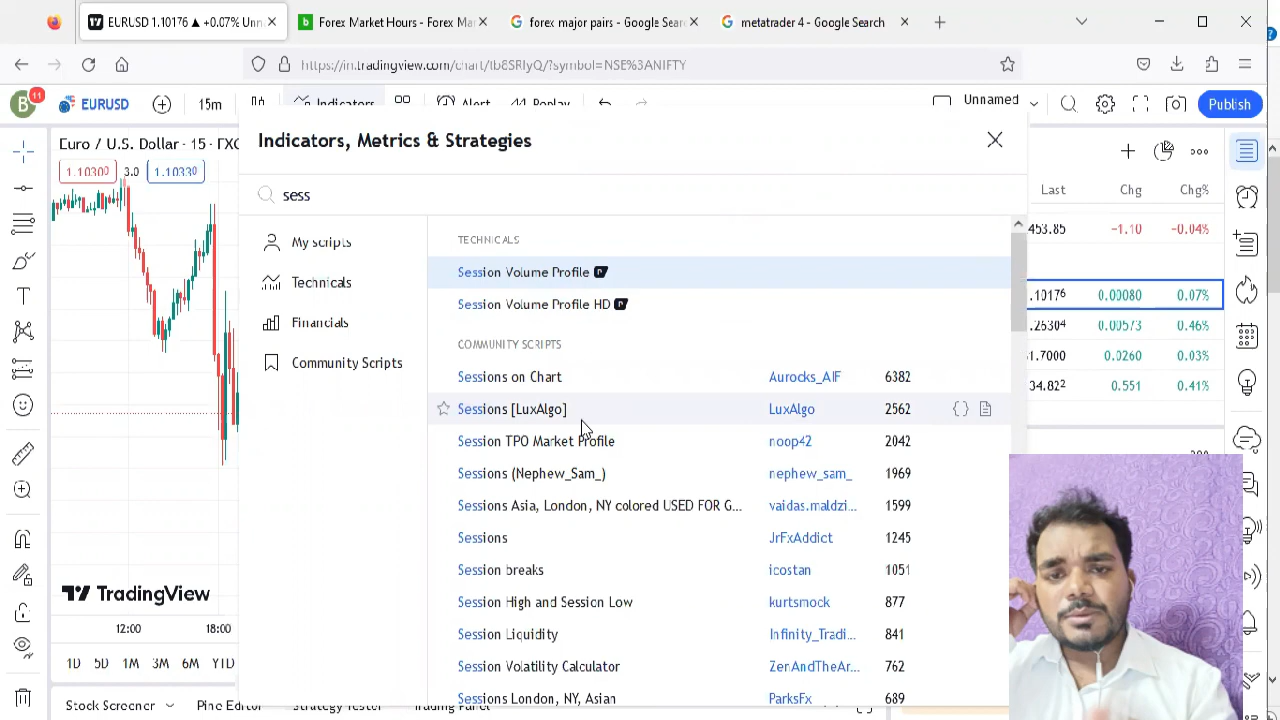 EURUSD 1.10176 ▲ +0.07% Unn
Forex Market Hours - Forex Mar
forex major pairs - Google Sear
metatrader 4 - Google Search
https://in.tradingview.com/chart/tb8SRlyQ/?symbol=NSE%3ANIFTY
B
11
EURUSD
15m
Indicators
Alert
Replay
Unnamed
Publish
Euro / U.S. Dollar · 15 · FXC
1.10300
3.0
1.10330
Indicators, Metrics & Strategies
sess
My scripts
Technicals
Financials
Community Scripts
TECHNICALS
Session Volume Profile
Session Volume Profile HD
COMMUNITY SCRIPTS
Sessions on Chart Aurocks_AIF 6382
Sessions [LuxAlgo] LuxAlgo 2562
Session TPO Market Profile noop42 2042
Sessions (Nephew_Sam_) nephew_sam_ 1969
Sessions Asia, London, NY colored USED FOR G... vaidas.maldzi... 1599
Sessions JrFxAddict 1245
Session breaks icostan 1051
Session High and Session Low kurtsmock 877
Session Liquidity Infinity_Tradi... 841
Session Volatility Calculator ZenAndTheAr... 762
Sessions London, NY, Asian ParksFx 689
Last Chg Chg%
453.85 −1.10 −0.04%
.10176 0.00080 0.07%
.26304 0.00573 0.46%
1.7000 0.0260 0.03%
34.822 0.551 0.41%
TradingView
12:00 18:00
1D 5D 1M 3M 6M YTD
Stock Screener Pine Editor Strategy Tester Trading Panel